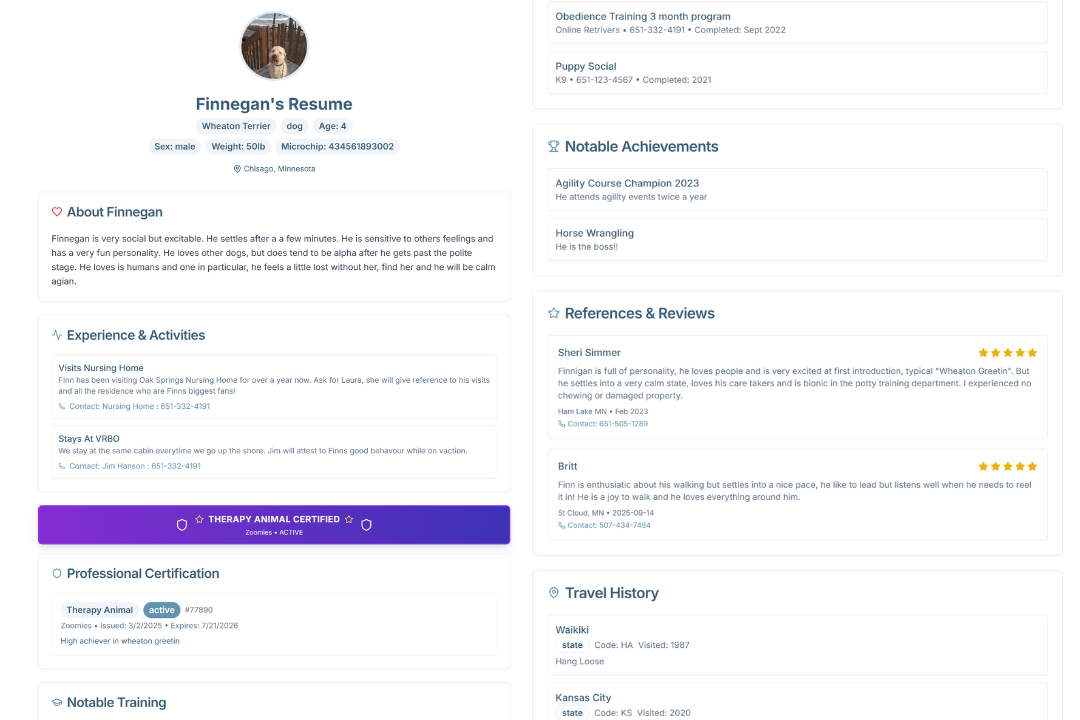 Finnegan's Resume
Wheaton Terrier dog Age: 4
Sex: male Weight: 50lb Microchip: 434561893002
Chisago, Minnesota
About Finnegan
Finnegan is very social but excitable. He settles after a a few minutes. He is sensitive to others feelings and
has a very fun personality. He loves other dogs, but does tend to be alpha after he gets past the polite
stage. He loves is humans and one in particular, he feels a little lost without her, find her and he will be calm
agian.
Experience & Activities
Visits Nursing Home
FInn has been visiting Oak Springs Nursing Home for over a year now. Ask for Laura, she will give reference to his visits
and all the residence who are Finns biggest fans!
Contact: Nursing Home : 651-332-4191
Stays At VRBO
We stay at the same cabin everytime we go up the shore. Jim will attest to Finns good behavour while on vaction.
Contact: Jim Hanson : 651-332-4191
THERAPY ANIMAL CERTIFIED
Zoomies • ACTIVE
Professional Certification
Therapy Animal active #77890
Zoomies • Issued: 3/2/2025 • Expires: 7/21/2026
High achiever in wheaton greetin
Notable Training
Obedience Training 3 month program
Online Retrivers • 651-332-4191 • Completed: Sept 2022
Puppy Social
K9 • 651-123-4567 • Completed: 2021
Notable Achievements
Agility Course Champion 2023
He attends agility events twice a year
Horse Wrangling
He is the boss!!
References & Reviews
Sheri Simmer
Finnigan is full of personality, he loves people and is very excited at first introduction, typical "Wheaton Greetin". But
he settles into a very calm state, loves his care takers and is bionic in the potty training department. I experienced no
chewing or damaged property.
Ham Lake MN • Feb 2023
Contact: 651-505-1289
Britt
Finn is enthusiatic about his walking but settles into a nice pace, he like to lead but listens well when he needs to reel
it in! He is a joy to walk and he loves everything around him.
St Cloud, MN • 2025-09-14
Contact: 507-434-7484
Travel History
Waikiki
state Code: HA Visited: 1987
Hang Loose
Kansas City
state Code: KS Visited: 2020